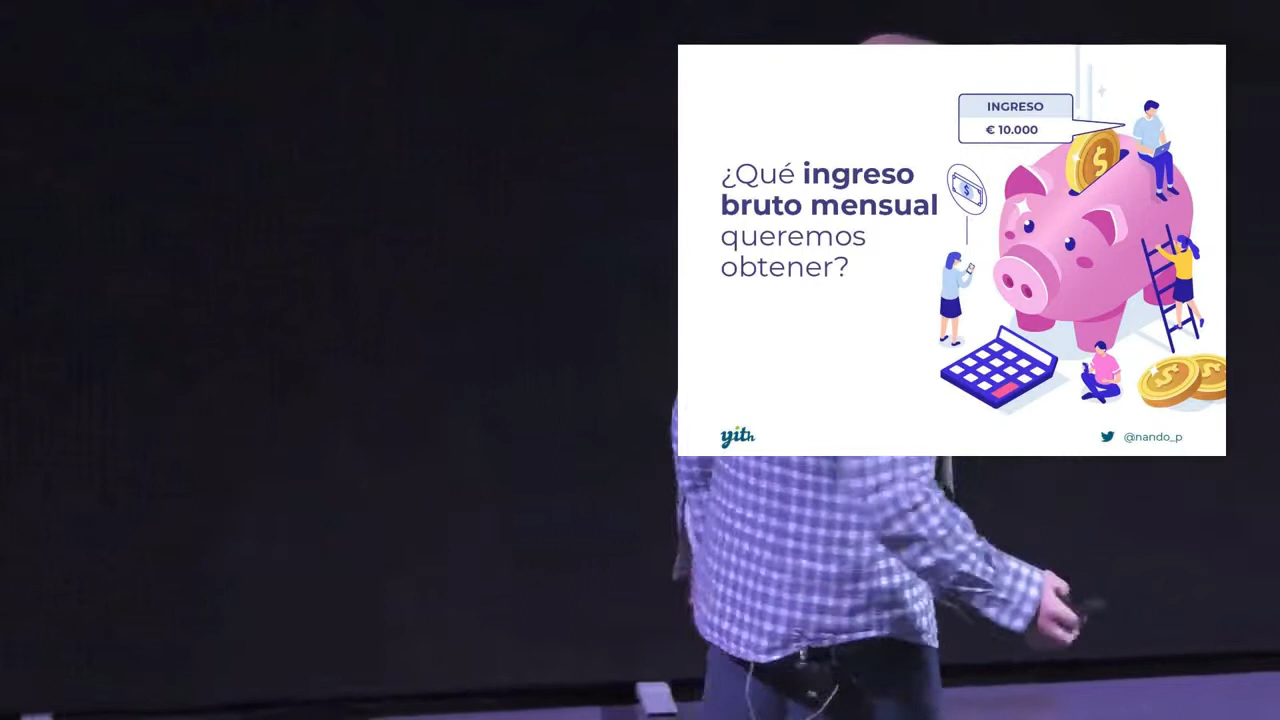 INGRESO
€ 10.000
¿Qué ingreso
bruto mensual
queremos
obtener?
yith
@nando_p